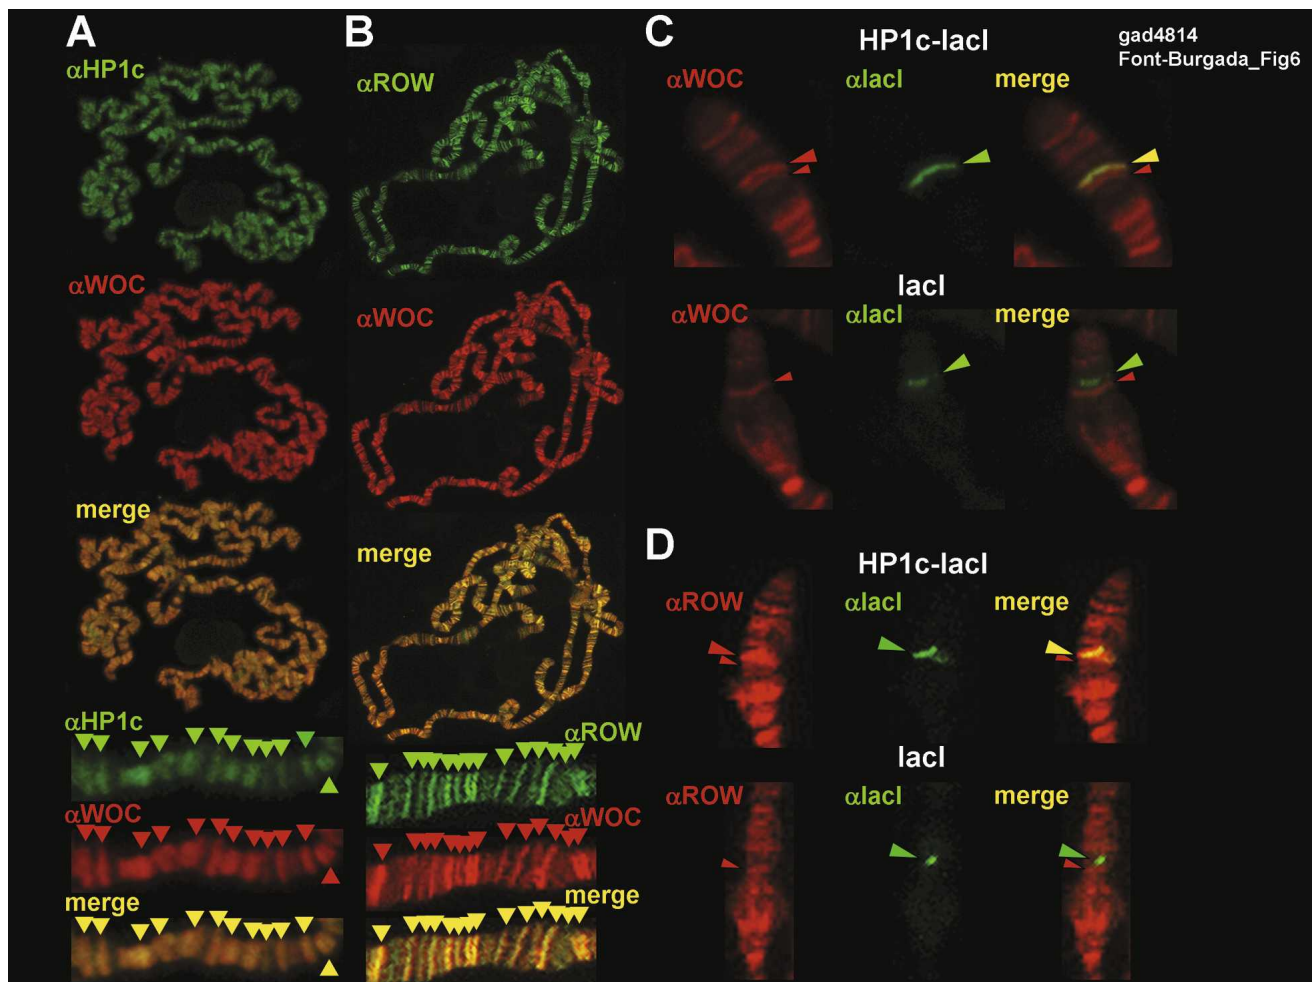 A
αHP1c
αWOC
merge
αHP1c
αWOC
merge
B
αROW
αWOC
merge
αROW
αWOC
merge
C
HP1c-lacI
gad4814
Font-Burgada_Fig6
αWOC
αlacI
merge
lacI
αWOC
αlacI
merge
D
HP1c-lacI
αROW
αlacI
merge
lacI
αROW
αlacI
merge